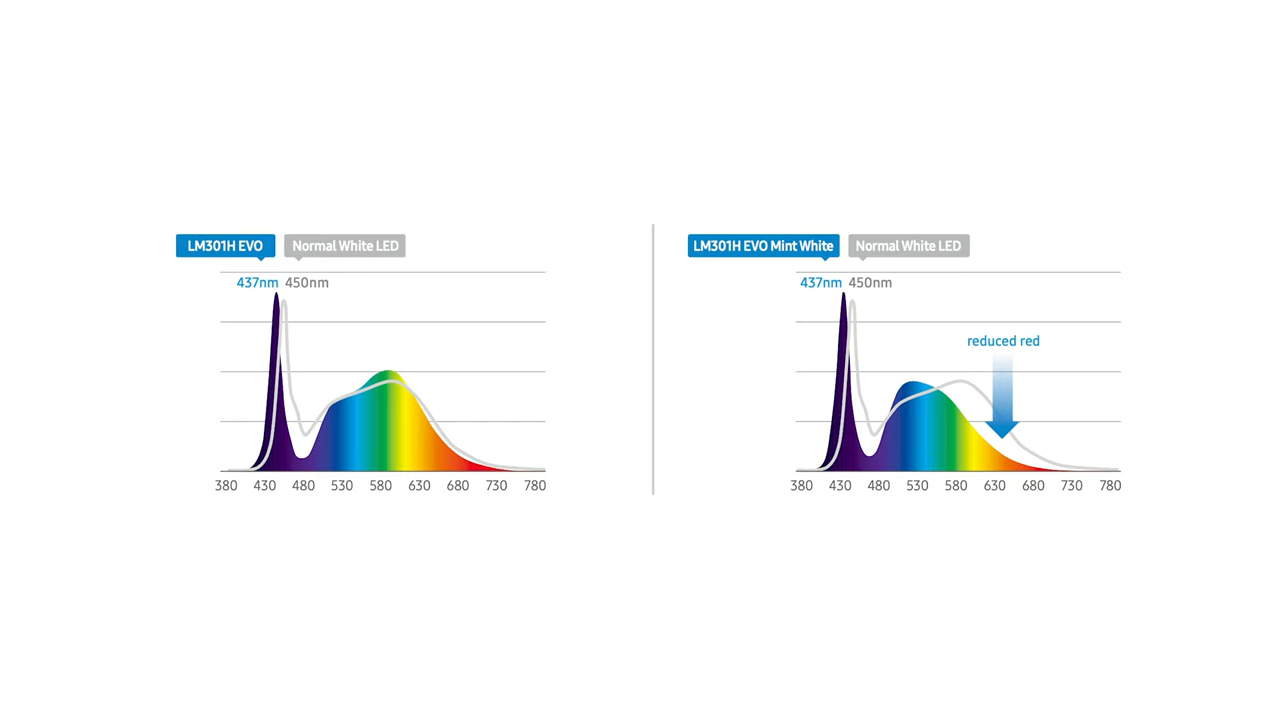 LM301H EVO
Normal White LED
437nm 450nm
380 430 480 530 580 630 680 730 780
LM301H EVO Mint White
Normal White LED
437nm 450nm
reduced red
380 430 480 530 580 630 680 730 780